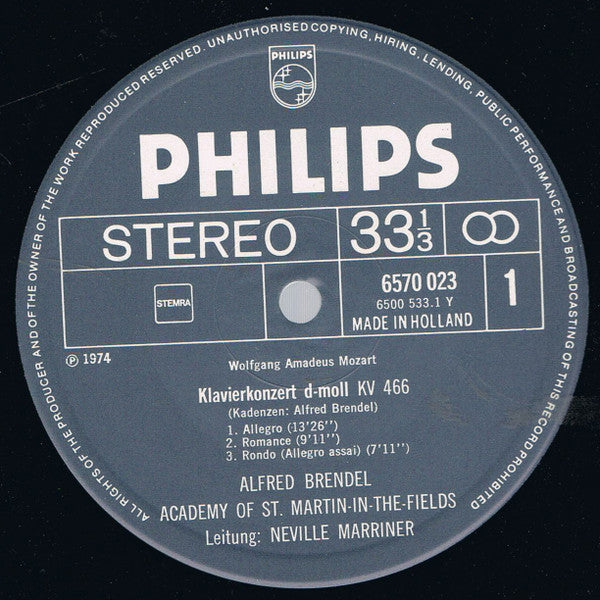 ALL RIGHTS OF THE PRODUCER AND OF THE OWNER OF THE WORK REPRODUCED RESERVED. UNAUTHORISED COPYING, HIRING, LENDING, PUBLIC PERFORMANCE AND BROADCASTING OF THIS RECORD PROHIBITED
PHILIPS
PHILIPS
STEREO
33 1/3
STEMRA
6570 023
6500 533.1 Y
MADE IN HOLLAND
1
℗ 1974
Wolfgang Amadeus Mozart
Klavierkonzert d-moll KV 466
(Kadenzen: Alfred Brendel)
1. Allegro (13'26'')
2. Romance (9'11'')
3. Rondo (Allegro assai) (7'11'')
ALFRED BRENDEL
ACADEMY OF ST. MARTIN-IN-THE-FIELDS
Leitung: NEVILLE MARRINER